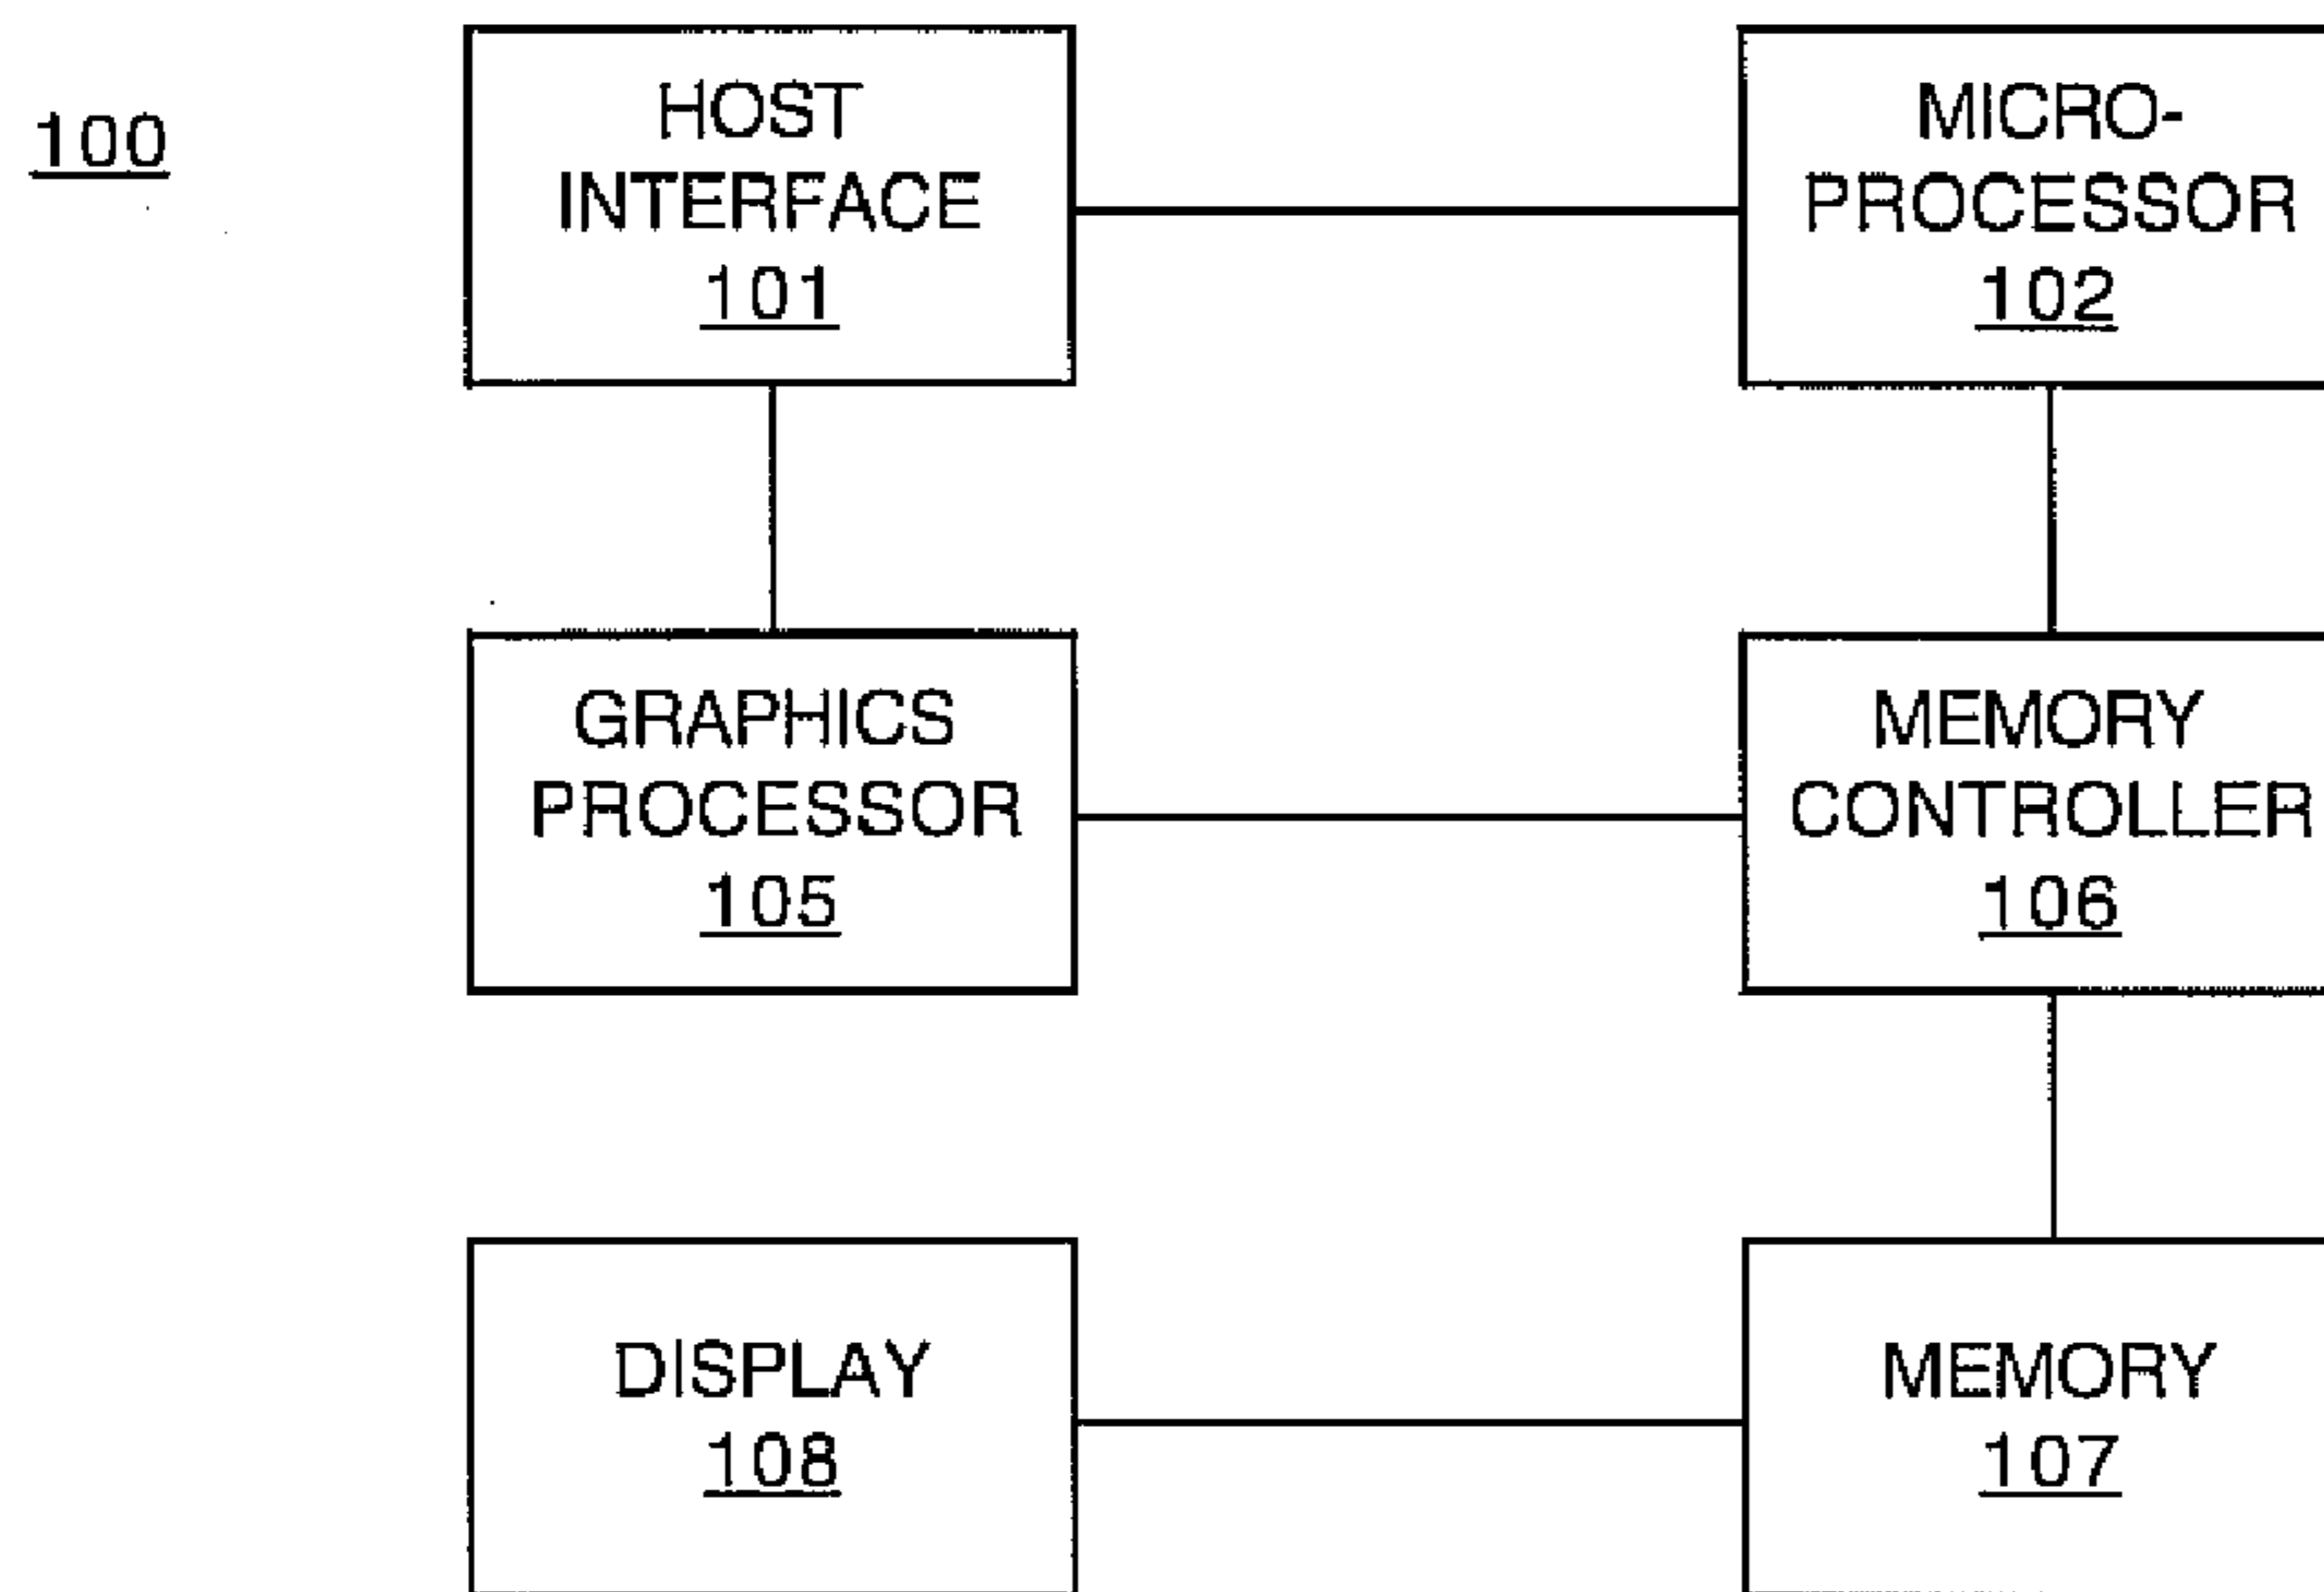 100
HOST
INTERFACE
101
MICRO-
PROCESSOR
102
GRAPHICS
PROCESSOR
105
MEMORY
CONTROLLER
106
DISPLAY
108
MEMORY
107